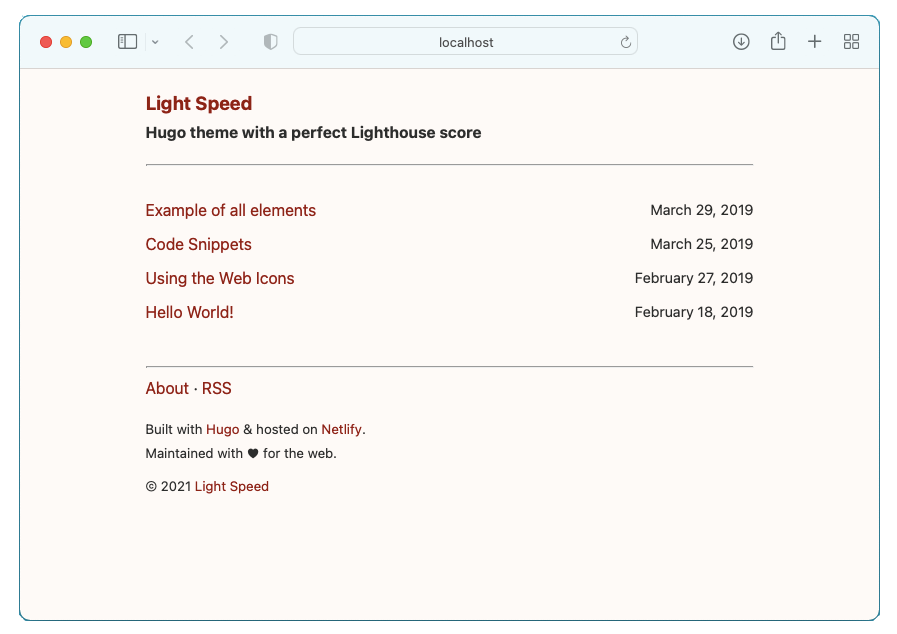 localhost
Light Speed
Hugo theme with a perfect Lighthouse score
Example of all elements March 29, 2019
Code Snippets March 25, 2019
Using the Web Icons February 27, 2019
Hello World! February 18, 2019
About · RSS
Built with Hugo & hosted on Netlify.
Maintained with ♥ for the web.
© 2021 Light Speed